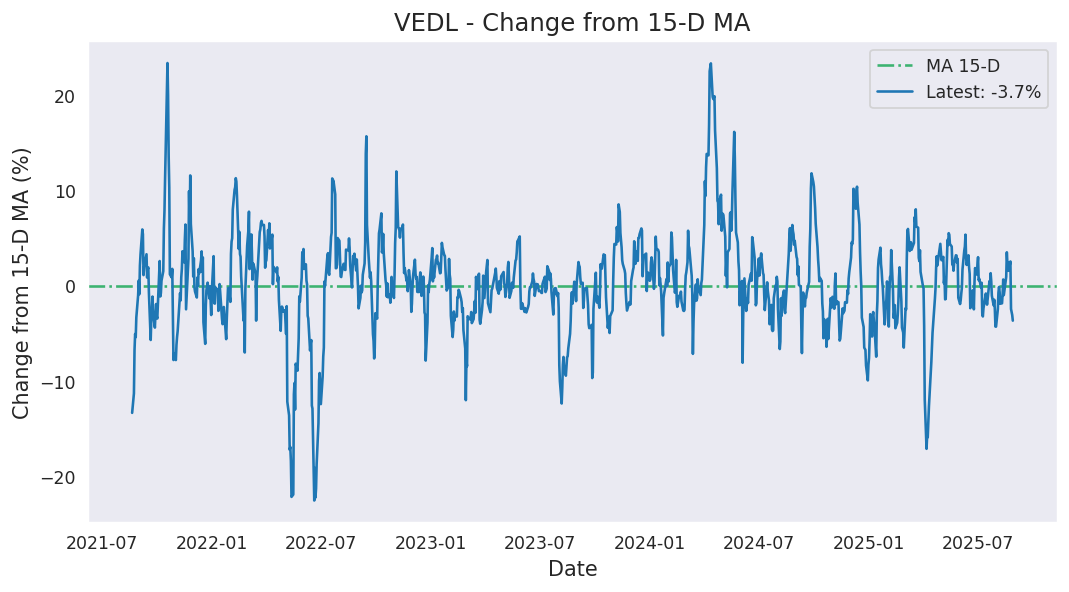 VEDL - Change from 15-D MA
MA 15-D
Latest: -3.7%
Change from 15-D MA (%)
20
10
0
−10
−20
2021-07 2022-01 2022-07 2023-01 2023-07 2024-01 2024-07 2025-01 2025-07
Date